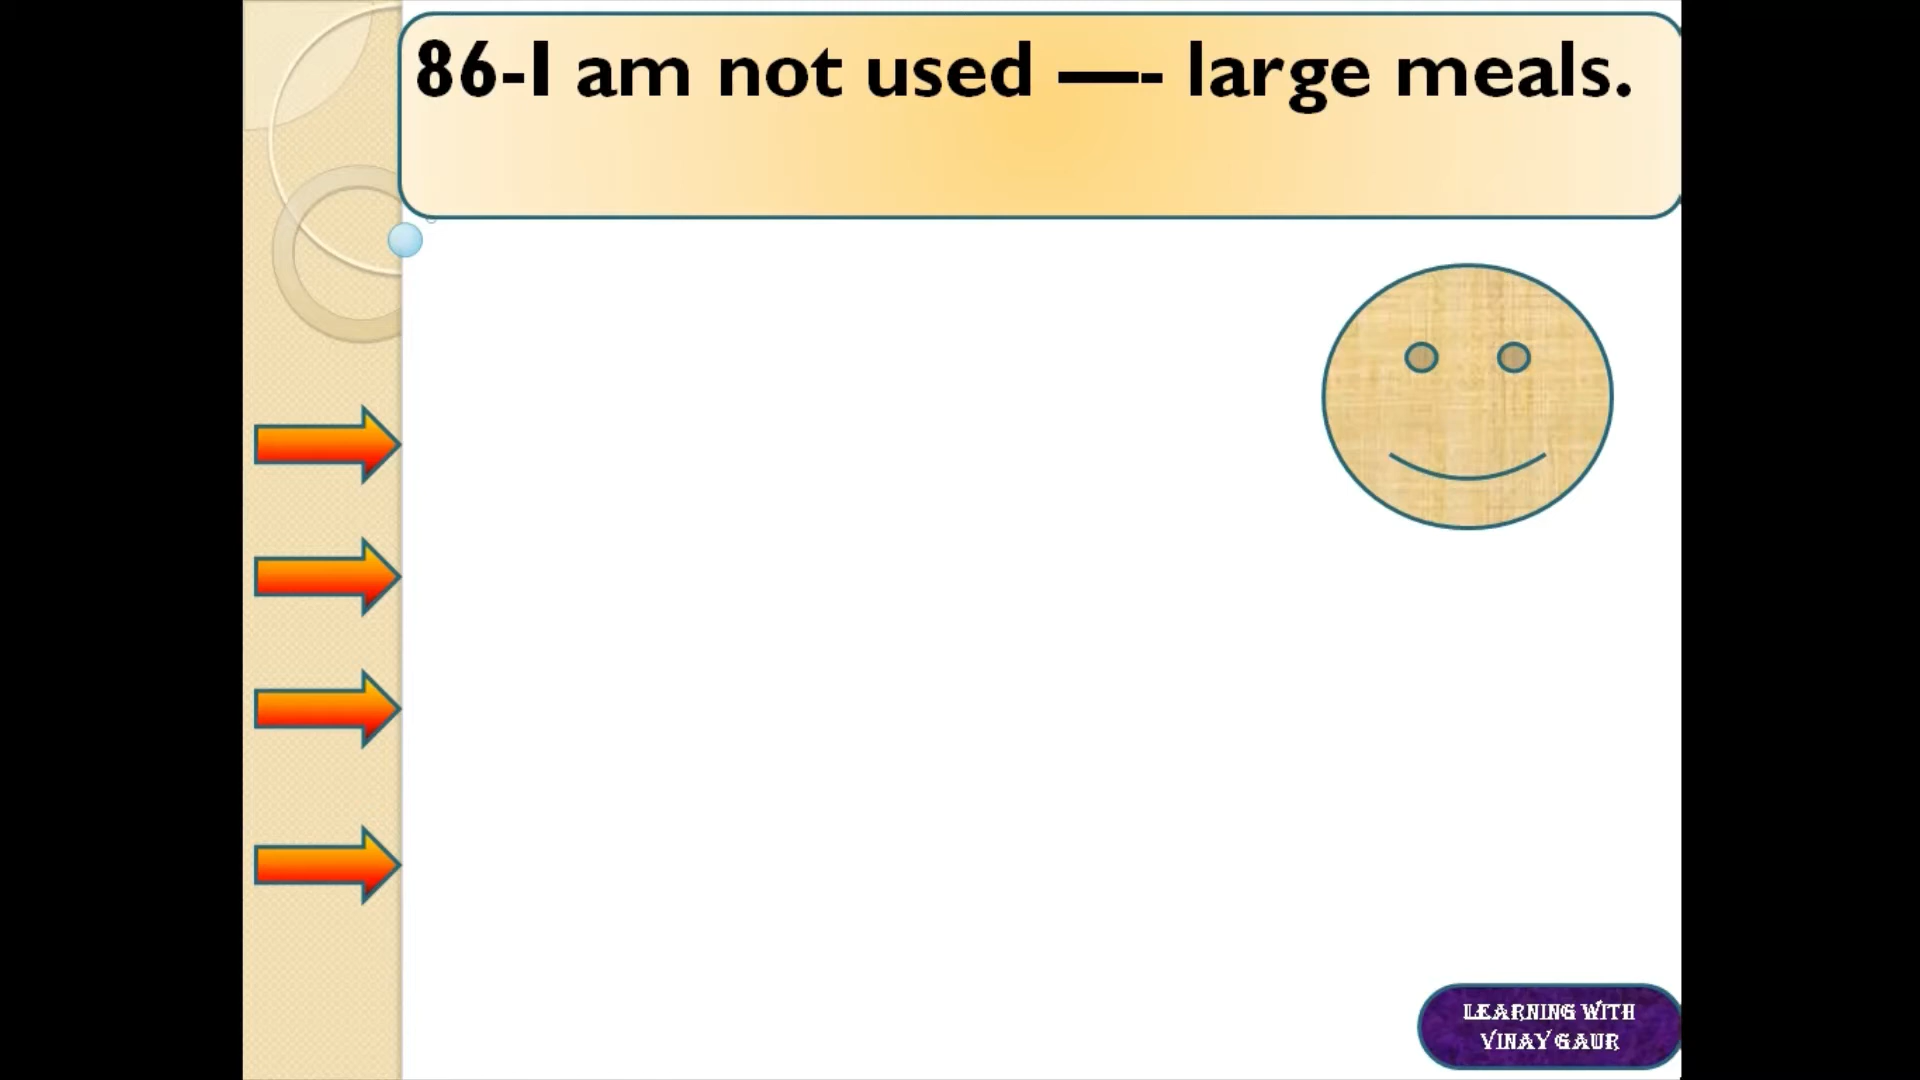 86-I am not used —- large meals.
LEARNING WITH
VINAY GAUR